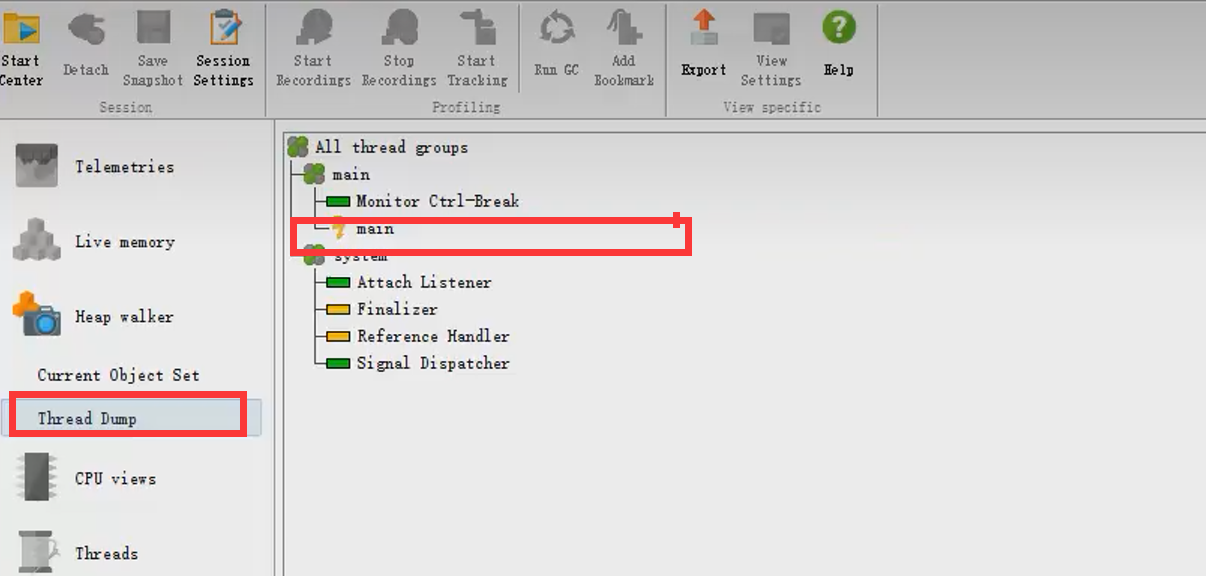 Start Center
Detach
Save Snapshot
Session Settings
Start Recordings
Stop Recordings
Start Tracking
Run GC
Add Bookmark
Export
View Settings
Help
Session
Profiling
View specific
Telemetries
Live memory
Heap walker
Current Object Set
Thread Dump
CPU views
Threads
All thread groups
main
Monitor Ctrl-Break
main
system
Attach Listener
Finalizer
Reference Handler
Signal Dispatcher